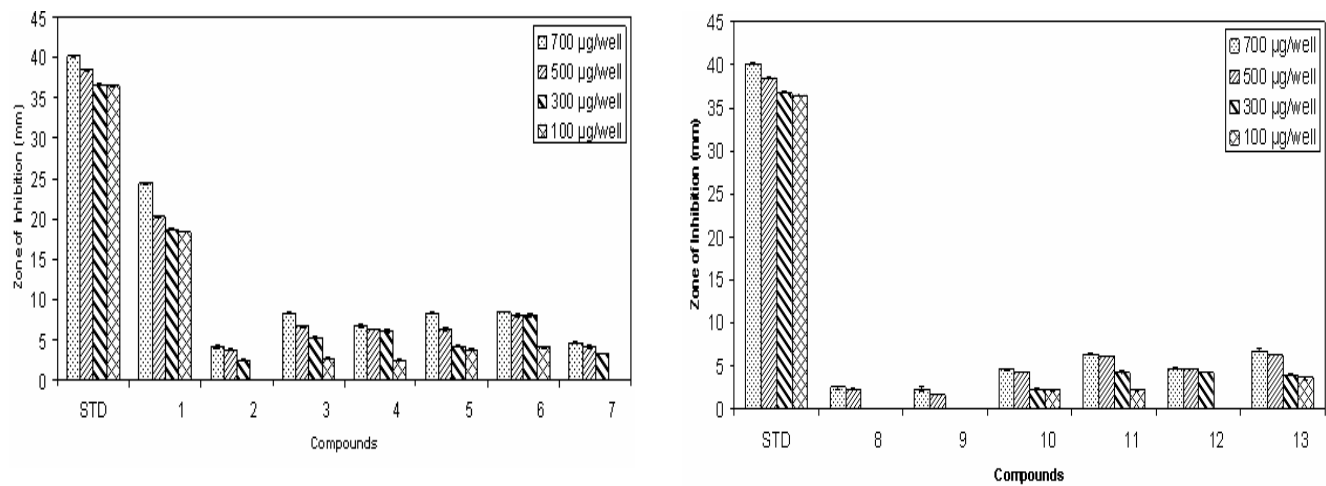 45
40
35
30
25
20
15
10
5
0
Zone of Inhibition (mm)
700 µg/well
500 µg/well
300 µg/well
100 µg/well
STD 1 2 3 4 5 6 7
Compounds
45
40
35
30
25
20
15
10
5
0
Zone of Inhibition (mm)
700 µg/well
500 µg/well
300 µg/well
100 µg/well
STD 8 9 10 11 12 13
Compounds